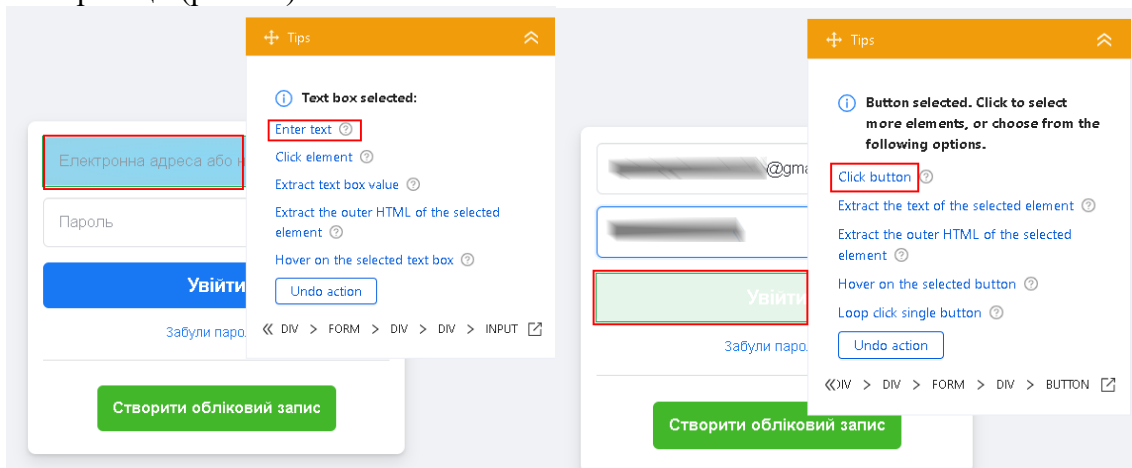 Tips
Text box selected:
Enter text
Click element
Extract text box value
Extract the outer HTML of the selected
element
Hover on the selected text box
Undo action
DIV > FORM > DIV > DIV > INPUT
Електронна адреса або н
Пароль
Увійти
Забули паро
Створити обліковий запис
Tips
Button selected. Click to select
more elements, or choose from the
following options.
Click button
Extract the text of the selected element
Extract the outer HTML of the selected
element
Hover on the selected button
Loop click single button
Undo action
DIV > DIV > FORM > DIV > BUTTON
@gma
Увійти
Забули паро
Створити обліковий запис